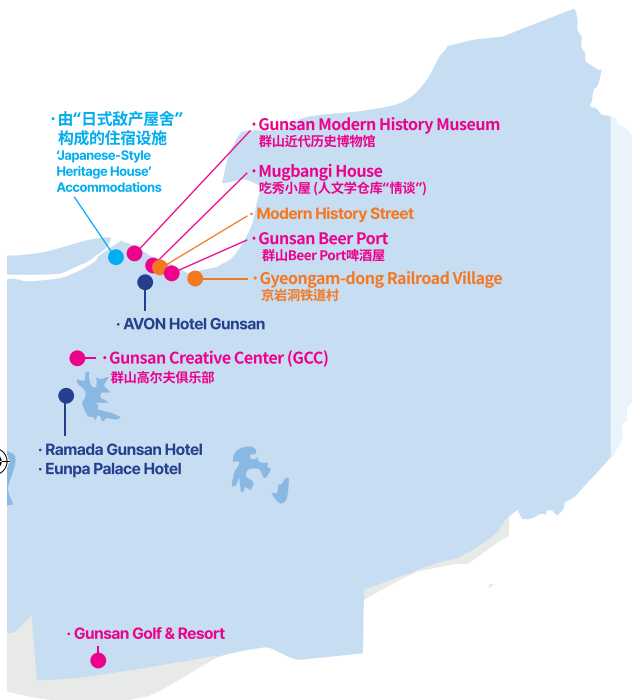 · 由“日式敌产屋舍”
构成的住宿设施
‘Japanese-Style
Heritage House’
Accommodations
· Gunsan Modern History Museum
群山近代历史博物馆
· Mugbangi House
吃秀小屋 (人文学仓库“情谈”)
· Modern History Street
· Gunsan Beer Port
群山Beer Port啤酒屋
· Gyeongam-dong Railroad Village
京岩洞铁道村
· AVON Hotel Gunsan
· Gunsan Creative Center (GCC)
群山高尔夫俱乐部
· Ramada Gunsan Hotel
· Eunpa Palace Hotel
· Gunsan Golf & Resort